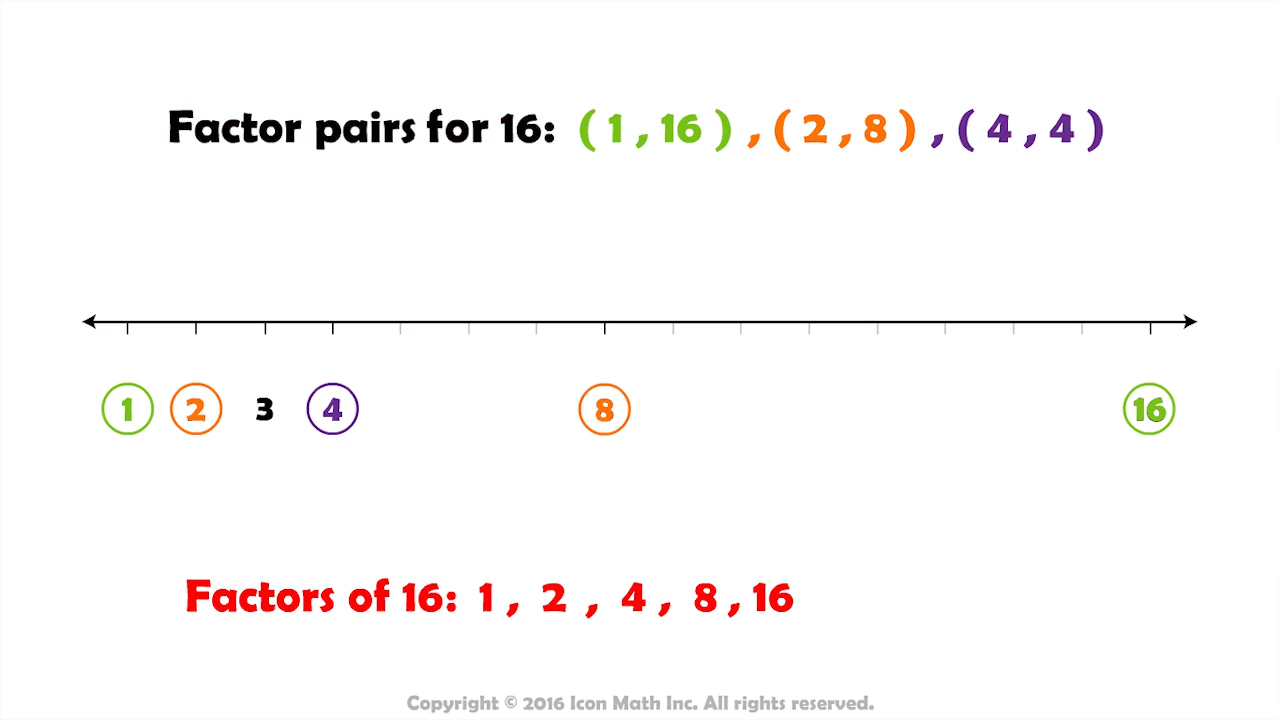 Factor pairs for 16: ( 1 , 16 ) , ( 2 , 8 ) , ( 4 , 4 )
1 2 3 4 8 16
Factors of 16: 1 , 2 , 4 , 8 , 16
Copyright © 2016 Icon Math Inc. All rights reserved.